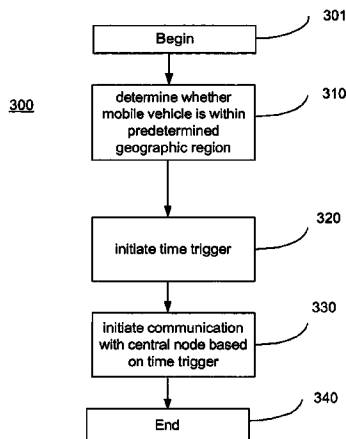 Begin
301
300
determine whether
mobile vehicle is within
predetermined
geographic region
310
initiate time trigger
320
initiate communication
with central node based
on time trigger
330
End
340